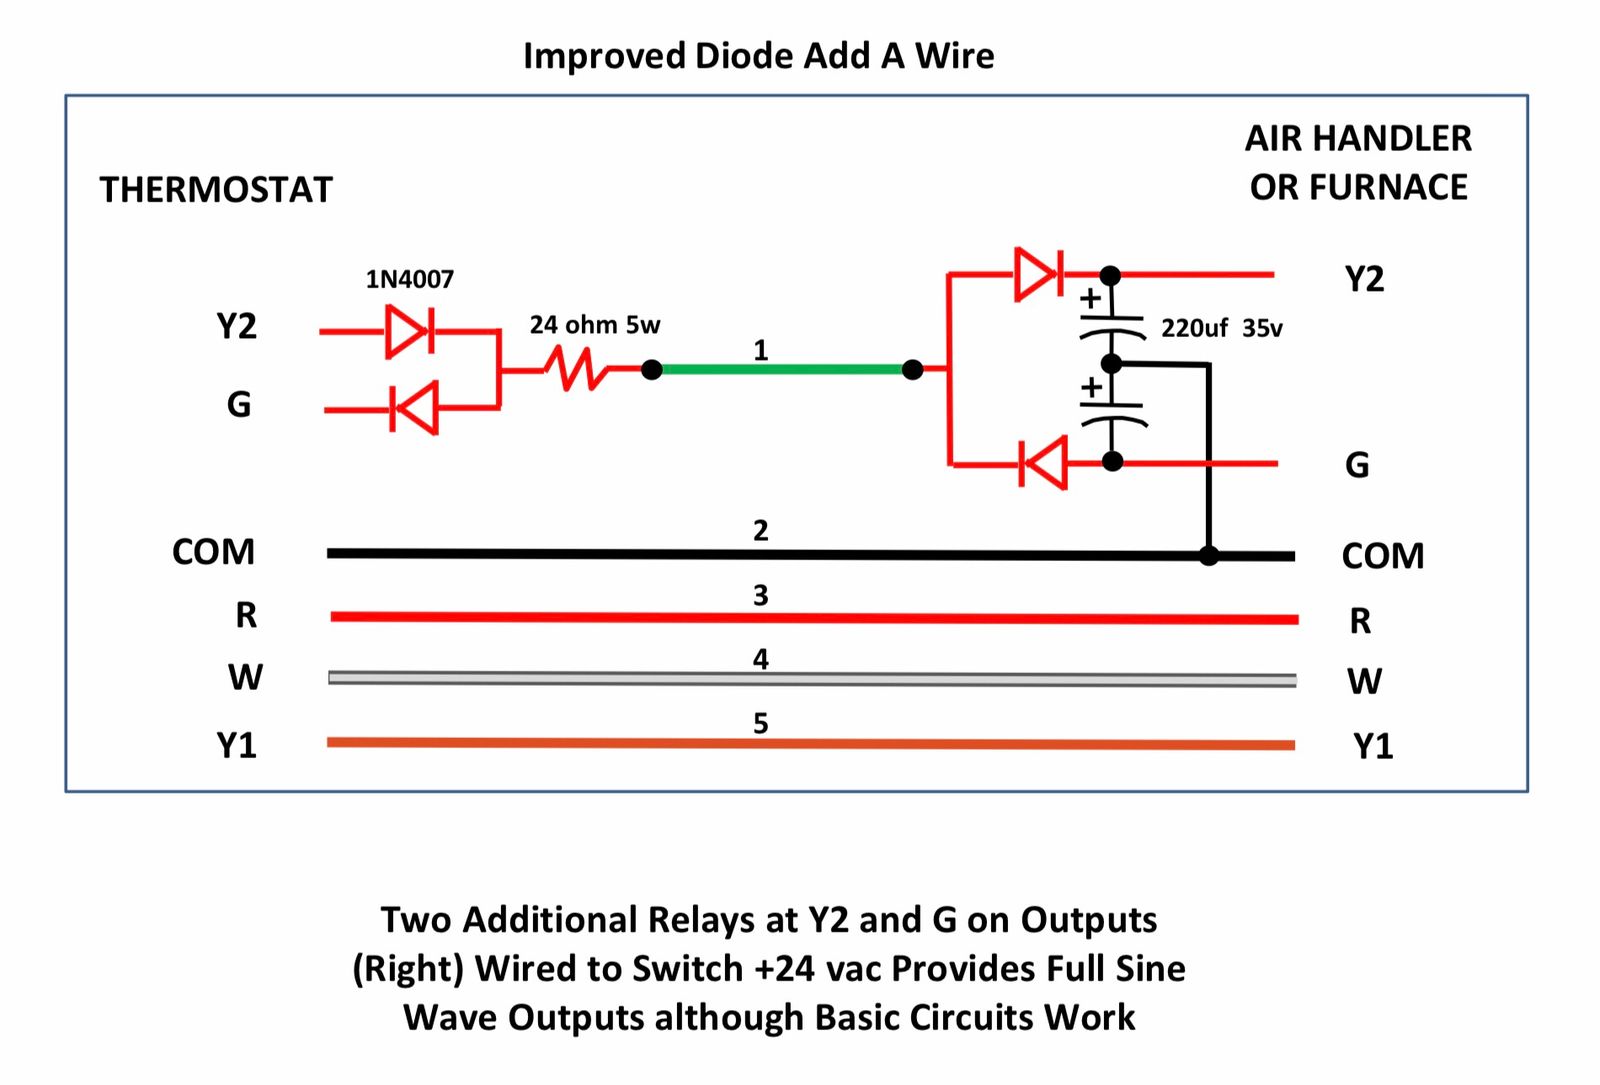 Improved Diode Add A Wire
AIR HANDLER
OR FURNACE
THERMOSTAT
1N4007
Y2
24 ohm 5w
1
G
+
220uf 35v
+
Y2
G
COM
2
COM
R
3
R
W
4
W
Y1
5
Y1
Two Additional Relays at Y2 and G on Outputs
(Right) Wired to Switch +24 vac Provides Full Sine
Wave Outputs although Basic Circuits Work